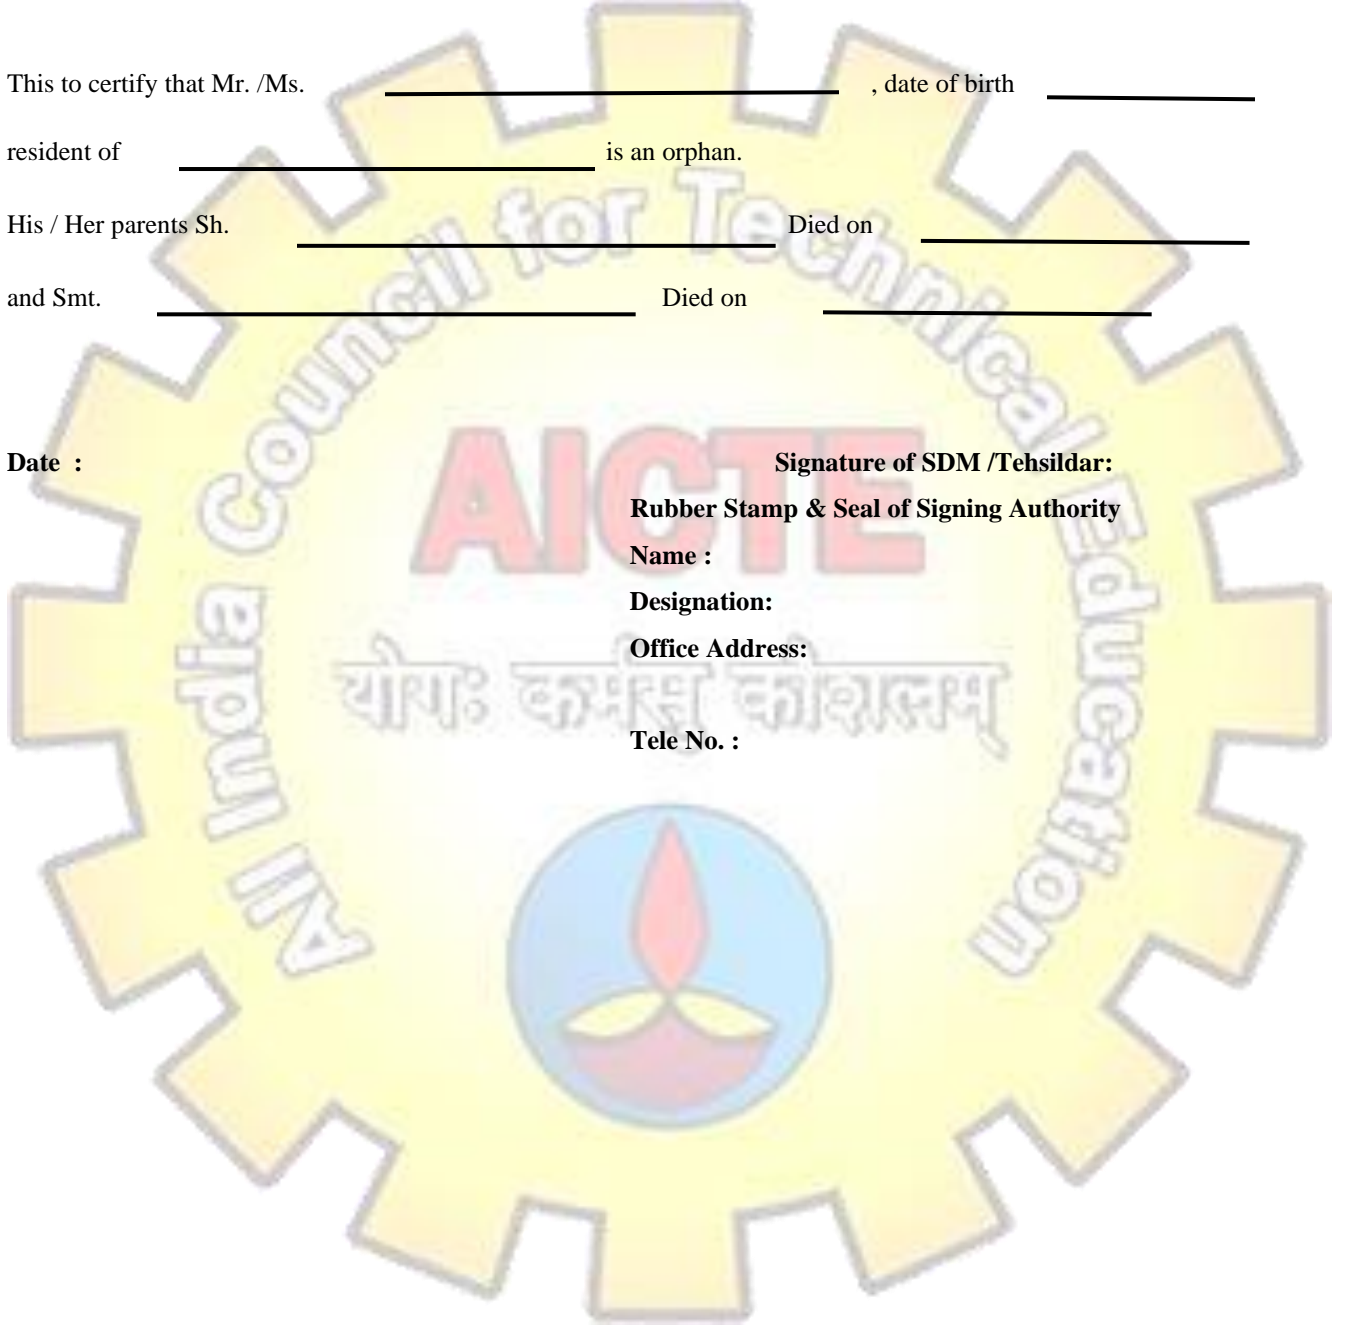 This to certify that Mr. /Ms. , date of birth
resident of is an orphan.
His / Her parents Sh. Died on
and Smt. Died on
Date :
Signature of SDM /Tehsildar:
Rubber Stamp & Seal of Signing Authority
Name :
Designation:
Office Address:
Tele No. :
All India Council for Technical Education
AICTE
योगः कर्मसु कौशलम्